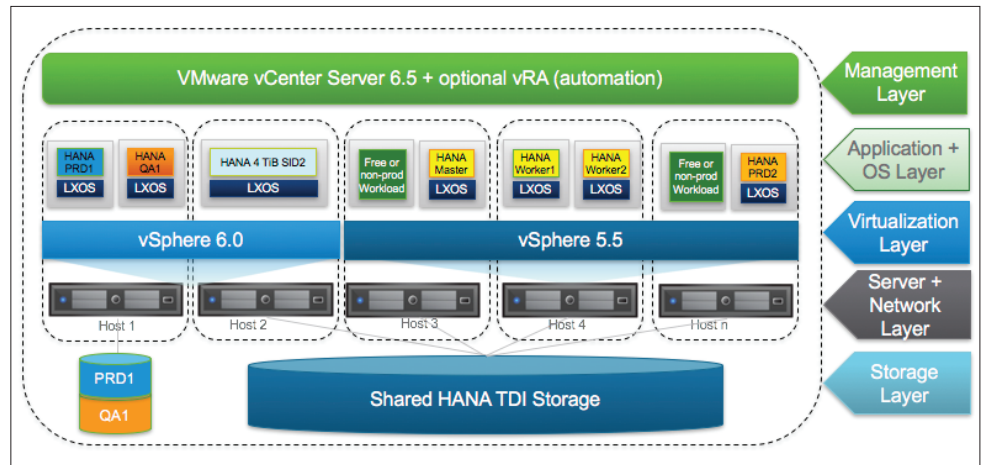 VMware vCenter Server 6.5 + optional vRA (automation)
Management
Layer
HANA
PRD1
LXOS
HANA
QA1
LXOS
HANA 4 TiB SID2
LXOS
Free or
non-prod
Workload
HANA
Master
LXOS
HANA
Worker1
LXOS
HANA
Worker2
LXOS
Free or
non-prod
Workload
HANA
PRD2
LXOS
Application +
OS Layer
vSphere 6.0
vSphere 5.5
Virtualization
Layer
Host 1
Host 2
Host 3
Host 4
Host n
Server +
Network
Layer
PRD1
QA1
Shared HANA TDI Storage
Storage
Layer